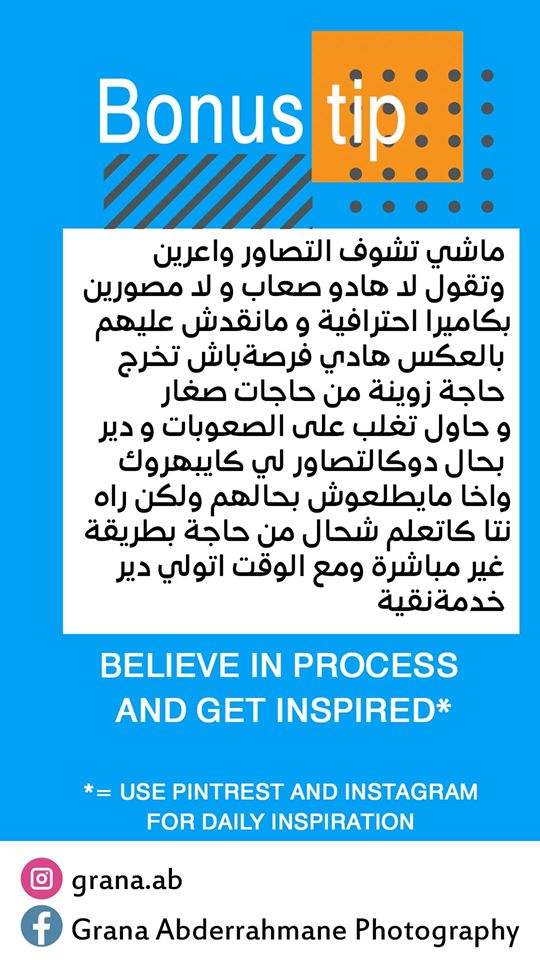 Bonus tip
ماشي تشوف التصاور واعرين
وتقول لا هادو صعاب و لا مصورين
بكاميرا احترافية و مانقدش عليهم
بالعكس هادي فرصةباش تخرج
حاجة زوينة من حاجات صغار
و حاول تغلب على الصعوبات و دير
بحال دوكالتصاور لي كايبهروك
واخا مايطلعوش بحالهم ولكن راه
نتا كاتعلم شحال من حاجة بطريقة
غير مباشرة ومع الوقت اتولي دير
خدمةنقية
BELIEVE IN PROCESS
AND GET INSPIRED*
*= USE PINTREST AND INSTAGRAM
FOR DAILY INSPIRATION
grana.ab
Grana Abderrahmane Photography